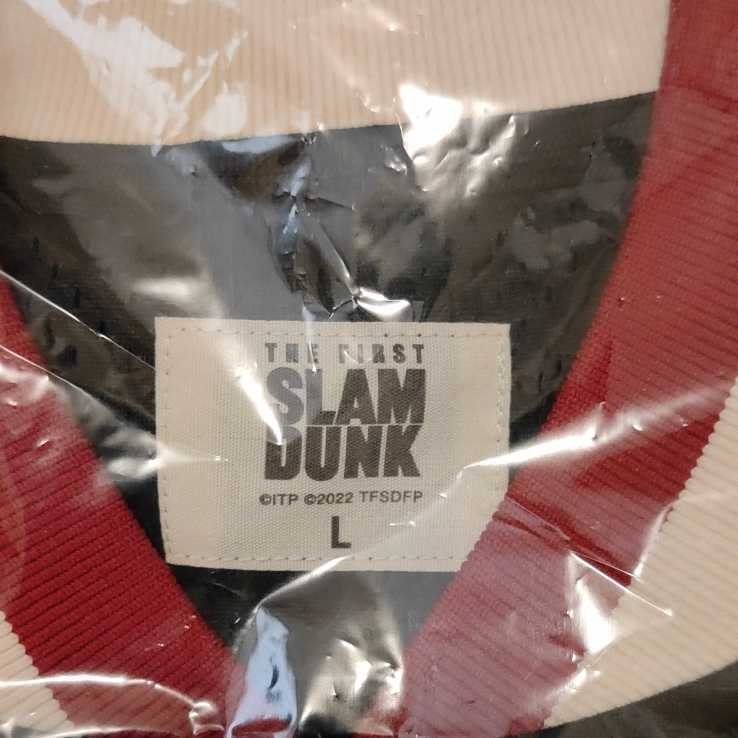 THE FIRST
SLAM
DUNK
©ITP ©2022 TFSDFP
L